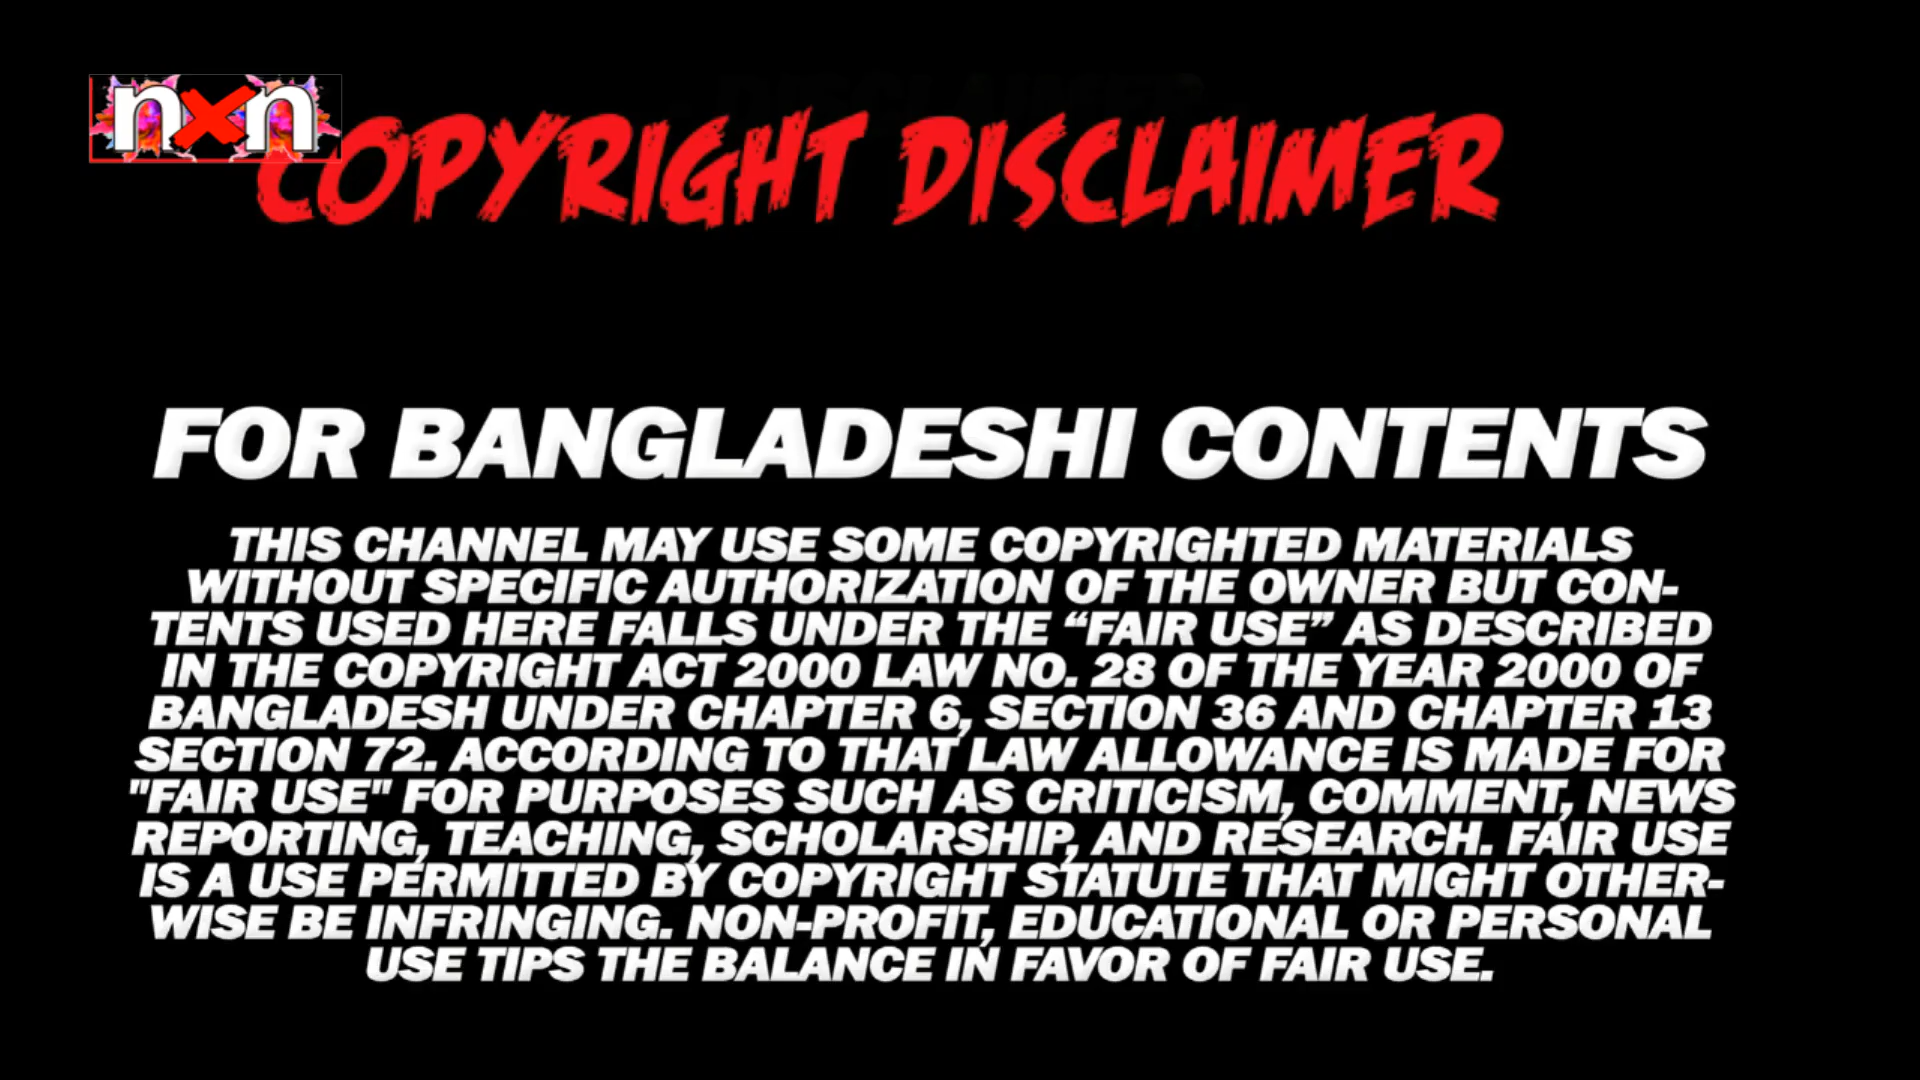 nxn
COPYRIGHT DISCLAIMER
FOR BANGLADESHI CONTENTS
THIS CHANNEL MAY USE SOME COPYRIGHTED MATERIALS
WITHOUT SPECIFIC AUTHORIZATION OF THE OWNER BUT CON-
TENTS USED HERE FALLS UNDER THE “FAIR USE” AS DESCRIBED
IN THE COPYRIGHT ACT 2000 LAW NO. 28 OF THE YEAR 2000 OF
BANGLADESH UNDER CHAPTER 6, SECTION 36 AND CHAPTER 13
SECTION 72. ACCORDING TO THAT LAW ALLOWANCE IS MADE FOR
"FAIR USE" FOR PURPOSES SUCH AS CRITICISM, COMMENT, NEWS
REPORTING, TEACHING, SCHOLARSHIP, AND RESEARCH. FAIR USE
IS A USE PERMITTED BY COPYRIGHT STATUTE THAT MIGHT OTHER-
WISE BE INFRINGING. NON-PROFIT, EDUCATIONAL OR PERSONAL
USE TIPS THE BALANCE IN FAVOR OF FAIR USE.